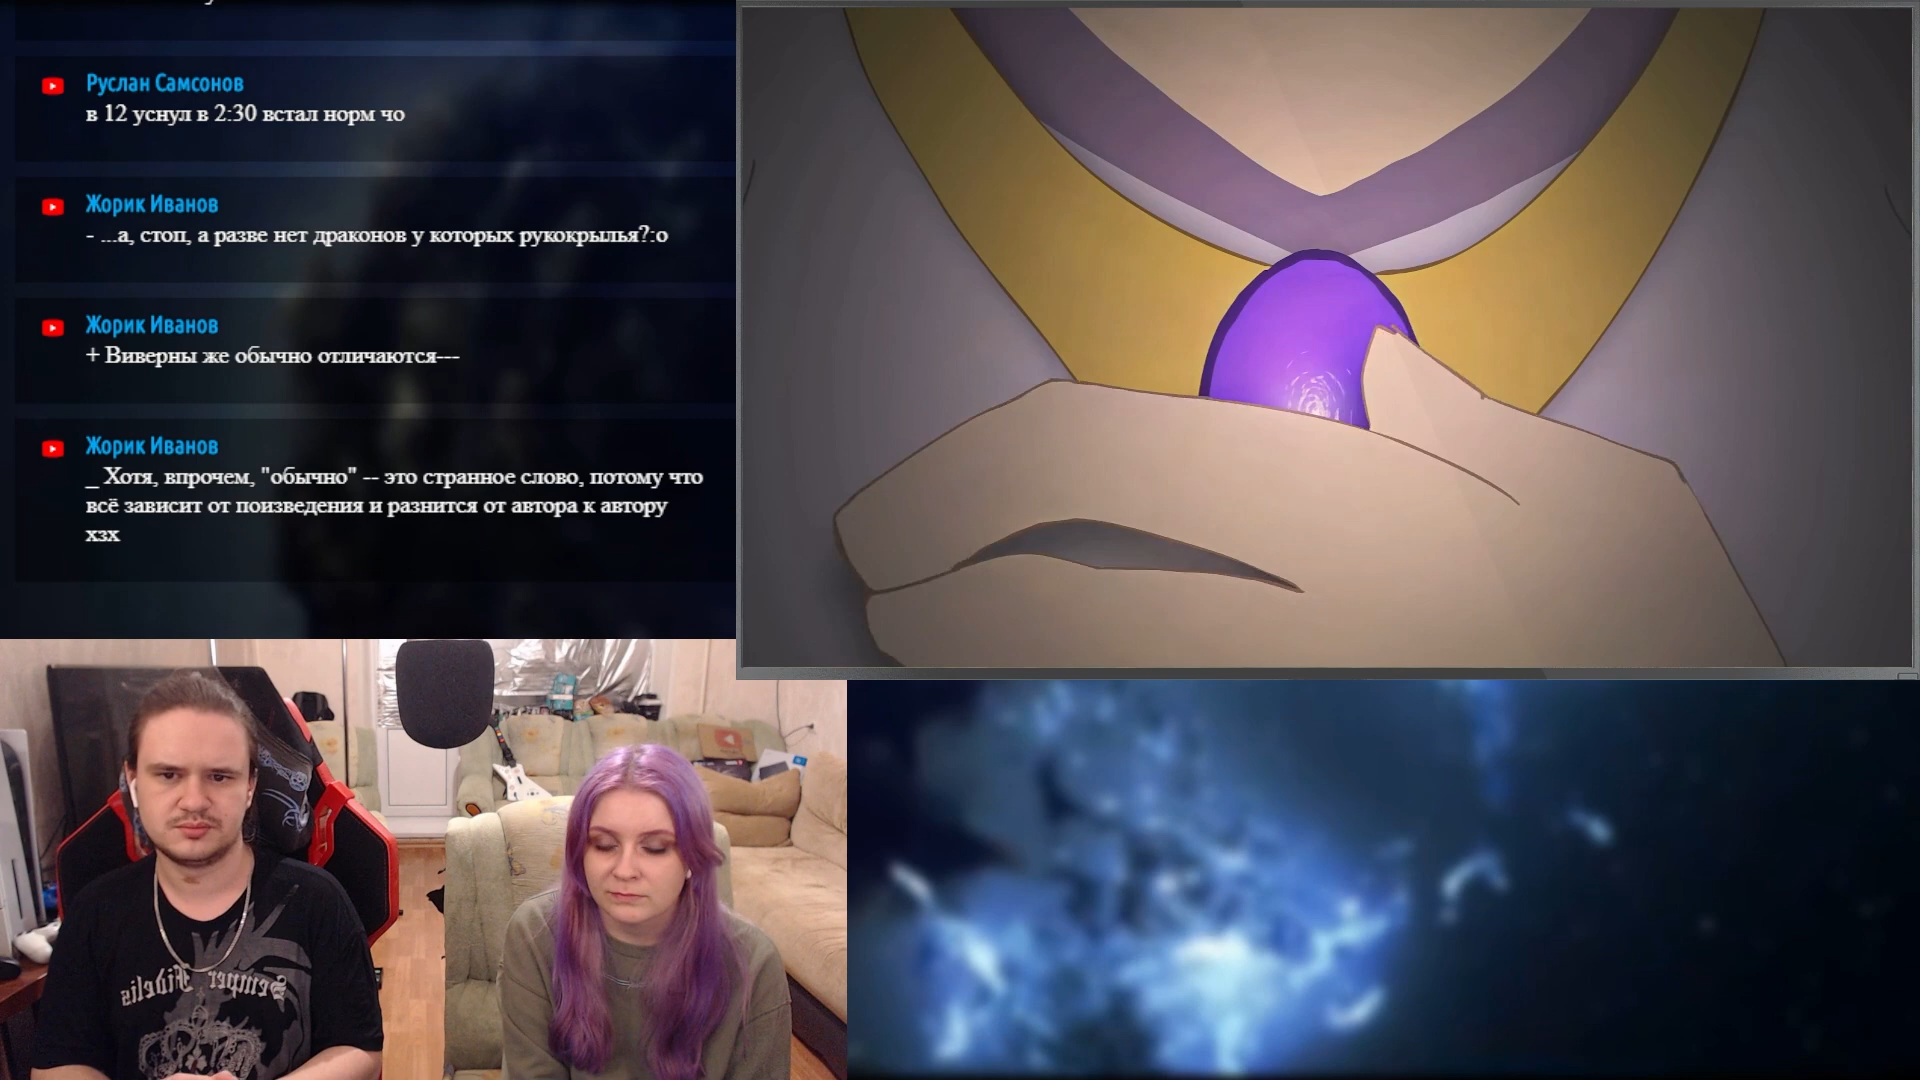 Руслан Самсонов
в 12 уснул в 2:30 встал норм чо
Жорик Иванов
- ...а, стоп, а разве нет драконов у которых рукокрылья?:о
Жорик Иванов
+ Виверны же обычно отличаются---
Жорик Иванов
_ Хотя, впрочем, "обычно" -- это странное слово, потому что
всё зависит от поизведения и разнится от автора к автору
хзх
Semper Fidelis